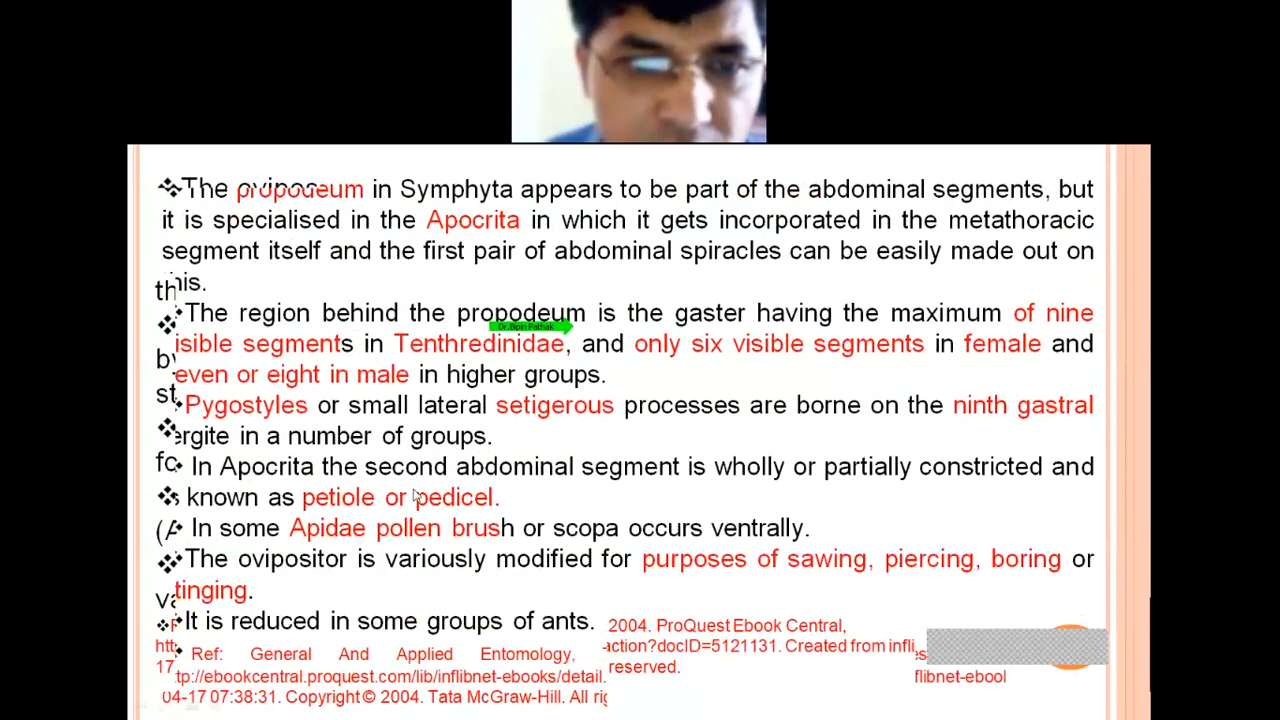 ❖The propodeum in Symphyta appears to be part of the abdominal segments, but
it is specialised in the Apocrita in which it gets incorporated in the metathoracic
segment itself and the first pair of abdominal spiracles can be easily made out on
his.
The region behind the propodeum is the gaster having the maximum of nine
Dr.Bipin Pathak
isible segments in Tenthredinidae, and only six visible segments in female and
even or eight in male in higher groups.
Pygostyles or small lateral setigerous processes are borne on the ninth gastral
ergite in a number of groups.
In Apocrita the second abdominal segment is wholly or partially constricted and
s known as petiole or pedicel.
In some Apidae pollen brush or scopa occurs ventrally.
The ovipositor is variously modified for purposes of sawing, piercing, boring or
tinging.
It is reduced in some groups of ants.
2004. ProQuest Ebook Central,
action?docID=5121131. Created from infli
Ref: General And Applied Entomology,
reserved.
ttp://ebookcentral.proquest.com/lib/inflibnet-ebooks/detail.
flibnet-ebool
04-17 07:38:31. Copyright © 2004. Tata McGraw-Hill. All rig